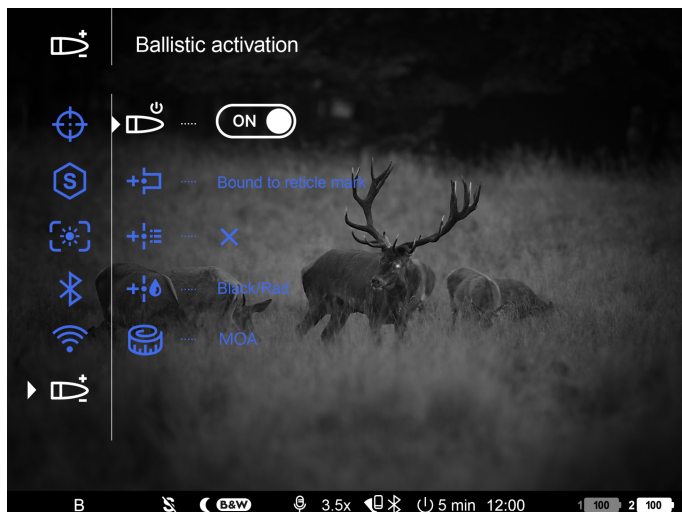 Ballistic activation
ON
S
Bound to reticle mark
Black/Red
MOA
B S B&W 3.5x 5 min 12:00 1 100 2 100